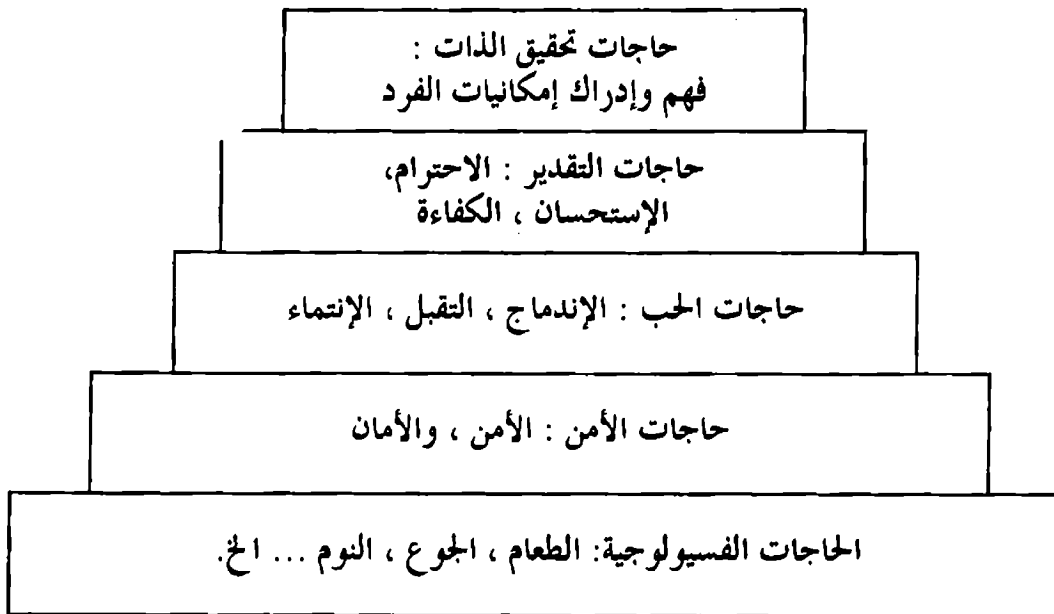 حاجات تحقيق الذات :
فهم وإدراك إمكانيات الفرد
حاجات التقدير : الاحترام،
الإستحسان ، الكفاءة
حاجات الحب : الإندماج ، التقبل ، الإنتماء
حاجات الأمن : الأمن ، والأمان
الحاجات الفسيولوجية: الطعام ، الجوع ، النوم ... الخ.